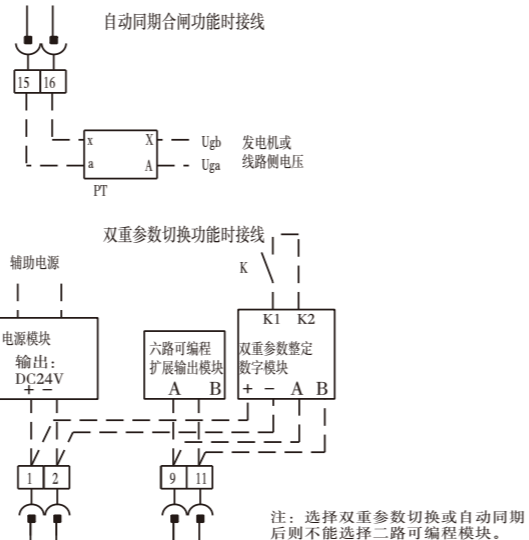 自动同期合闸功能时接线
15 16
x X Ugb 发电机或
a A Uga 线路侧电压
PT
双重参数切换功能时接线
辅助电源
K
K1 K2
电源模块
输出：
DC24V
+ −
六路可编程
扩展输出模块
A B
双重参数整定
数字模块
+ − A B
1 2
9 11
注：选择双重参数切换或自动同期
后则不能选择二路可编程模块。